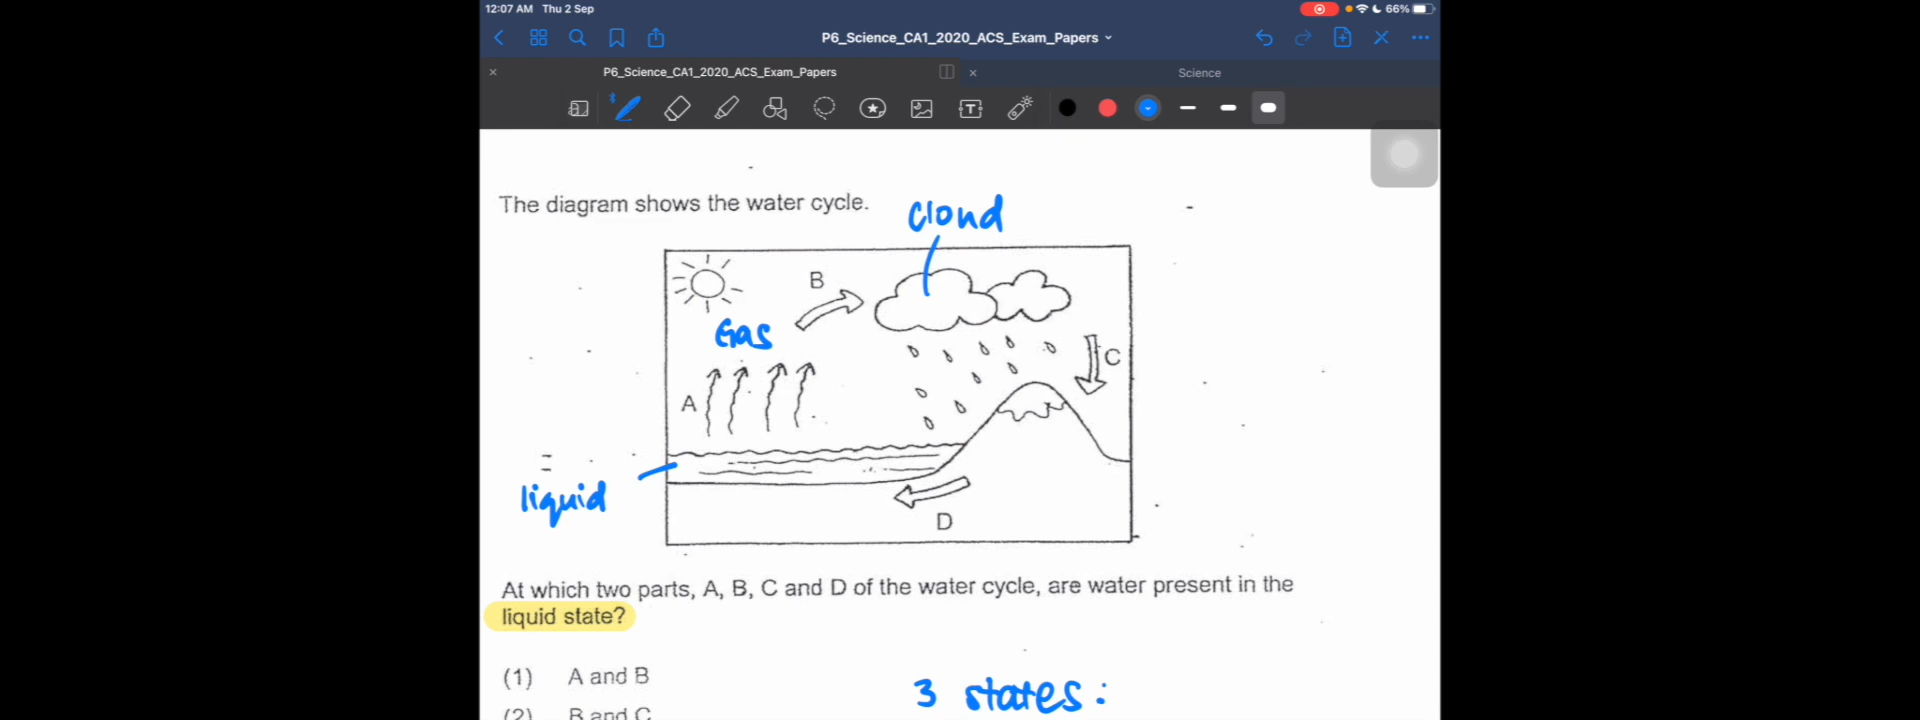 12:07 AM Thu 2 Sep
66%
P6_Science_CA1_2020_ACS_Exam_Papers
P6_Science_CA1_2020_ACS_Exam_Papers
Science
The diagram shows the water cycle.
Cloud
B
Gas
C
A
liquid
D
At which two parts, A, B, C and D of the water cycle, are water present in the
liquid state?
(1) A and B
3 states:
(2) B and C